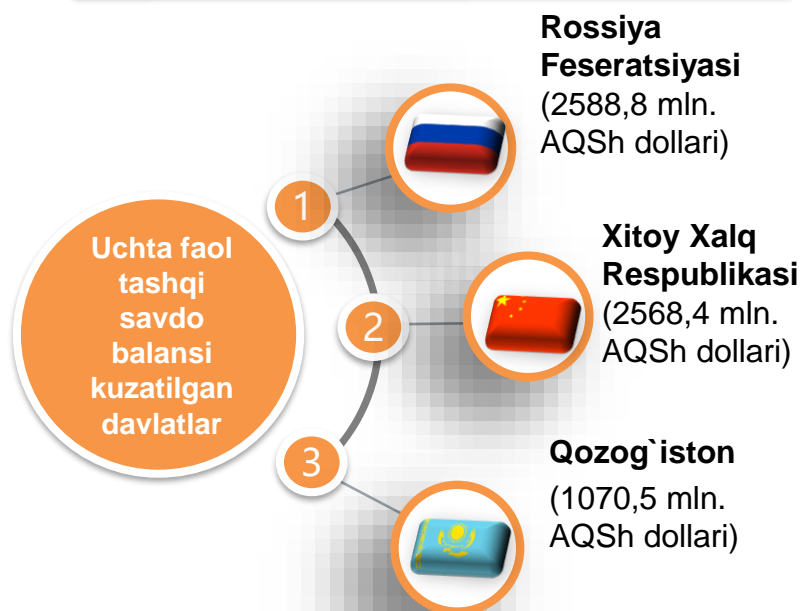 Rossiya
Feseratsiyasi
(2588,8 mln.
AQSh dollari)
1
Uchta faol
tashqi
savdo
balansi
kuzatilgan
davlatlar
Xitoy Xalq
Respublikasi
(2568,4 mln.
AQSh dollari)
2
3
Qozog`iston
(1070,5 mln.
AQSh dollari)